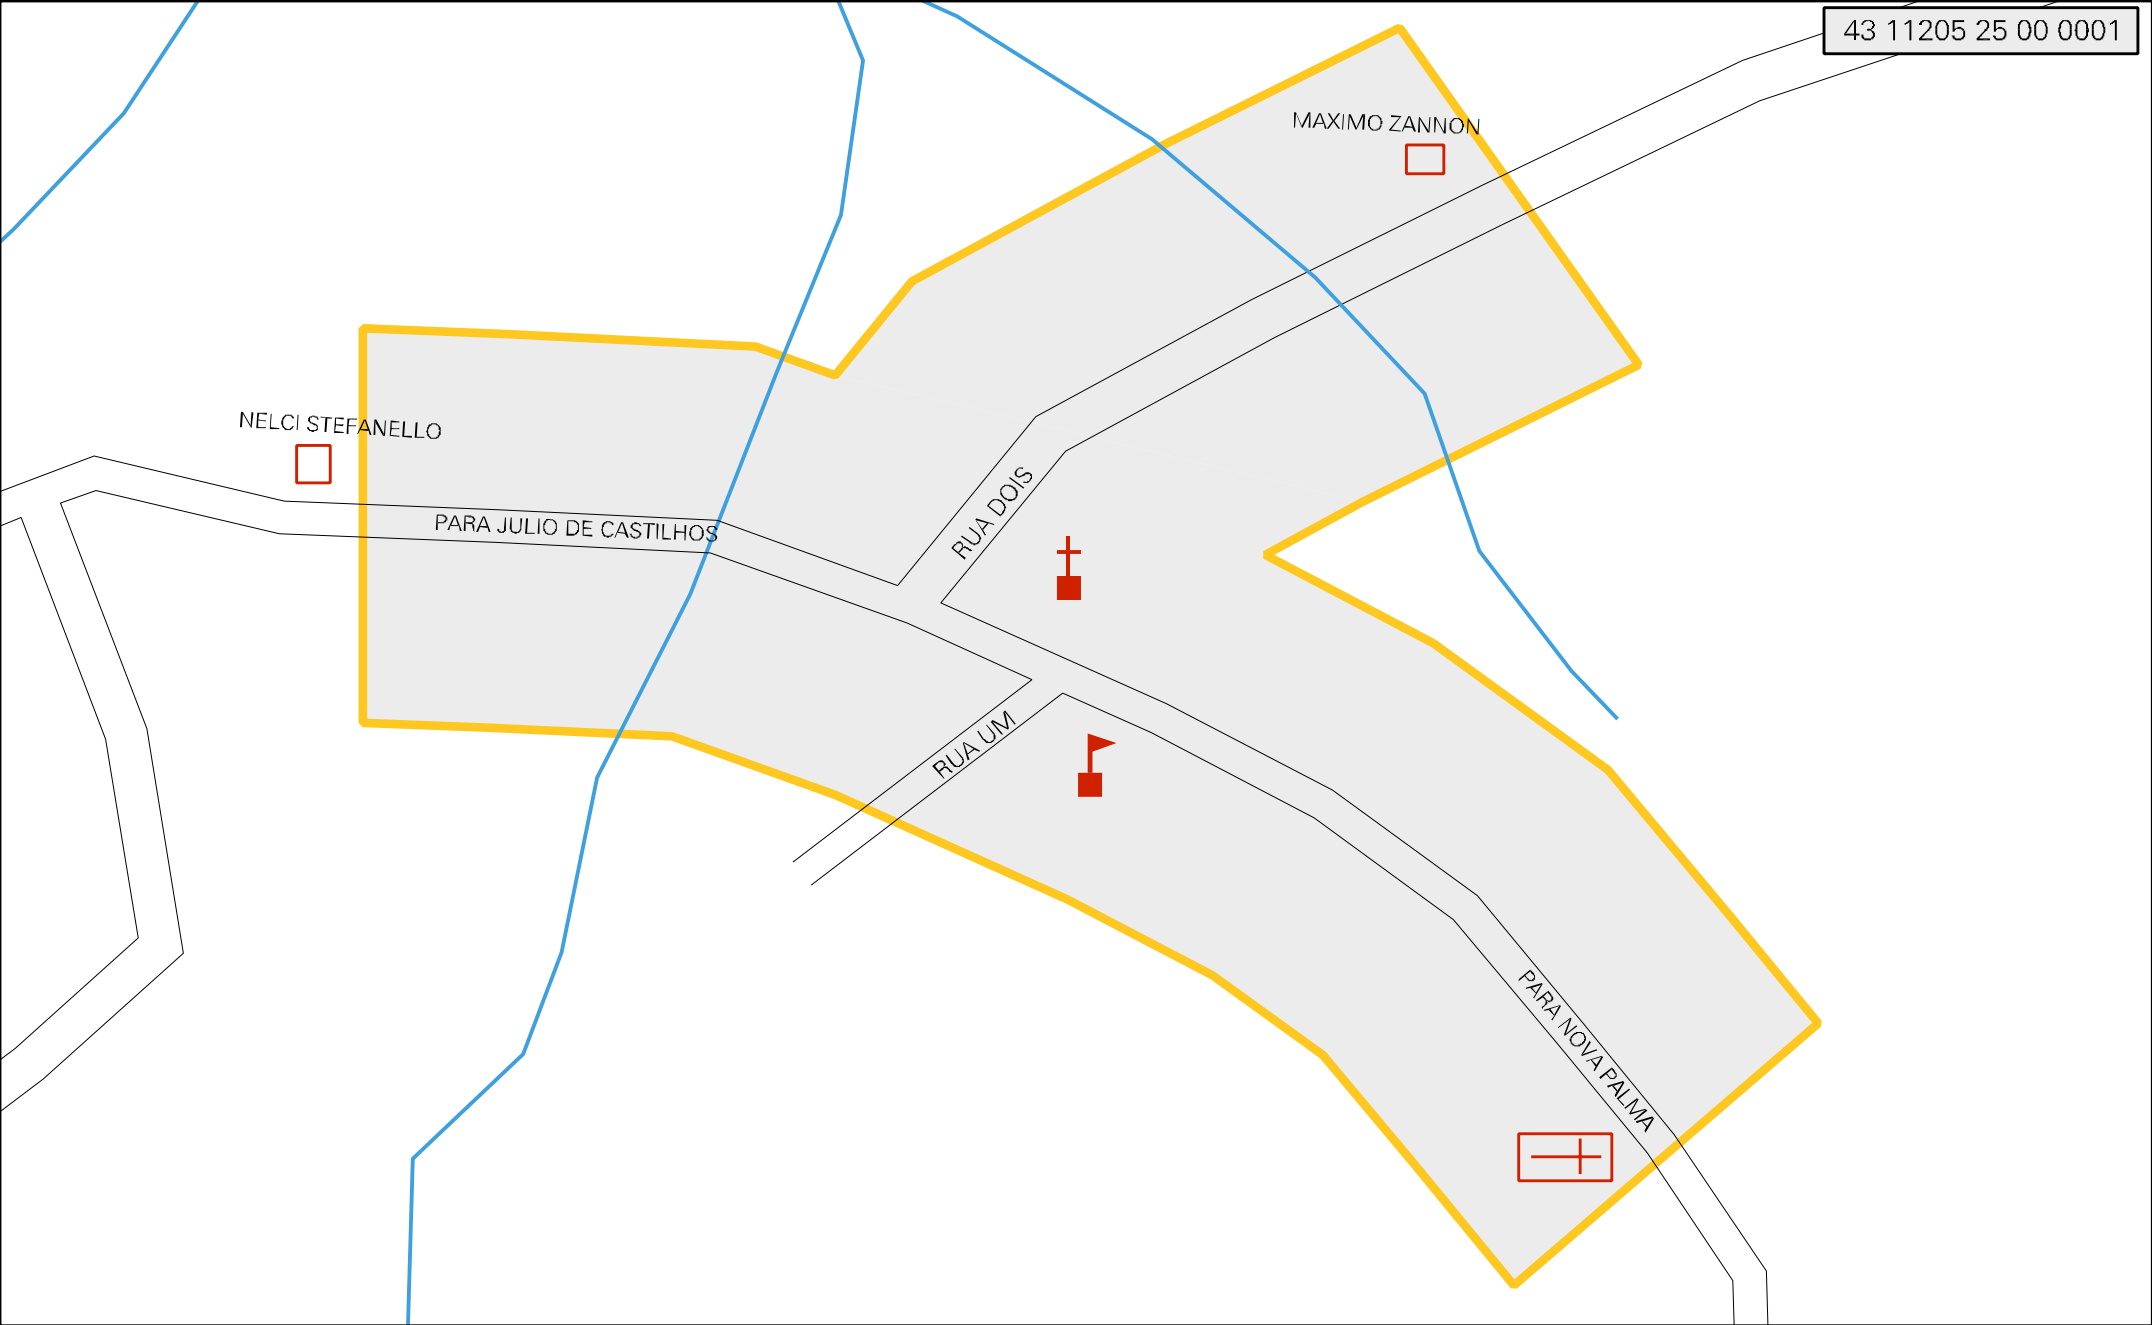 43 11205 25 00 0001
MAXIMO ZANNON
NELCI STEFANELLO
PARA JULIO DE CASTILHOS
RUA DOIS
RUA UM
PARA NOVA PALMA